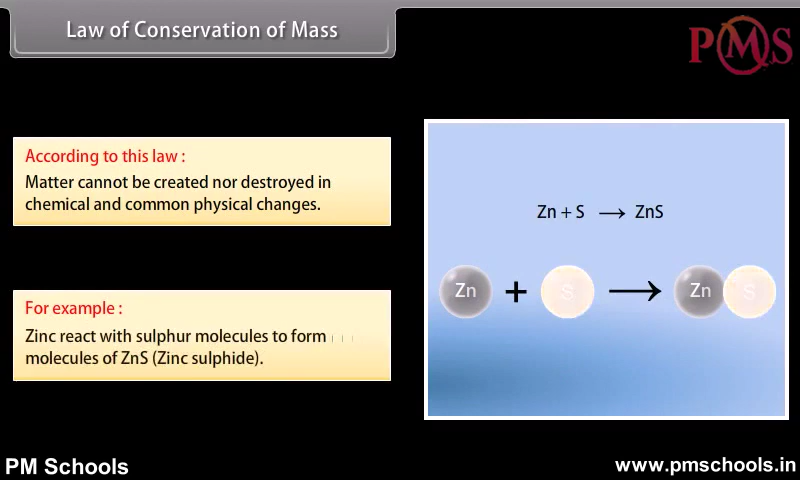 Law of Conservation of Mass
PMS
According to this law :
Matter cannot be created nor destroyed in
chemical and common physical changes.
Zn + S → ZnS
Zn + S → Zn S
For example :
Zinc react with sulphur molecules to form
molecules of ZnS (Zinc sulphide).
PM Schools
www.pmschools.in